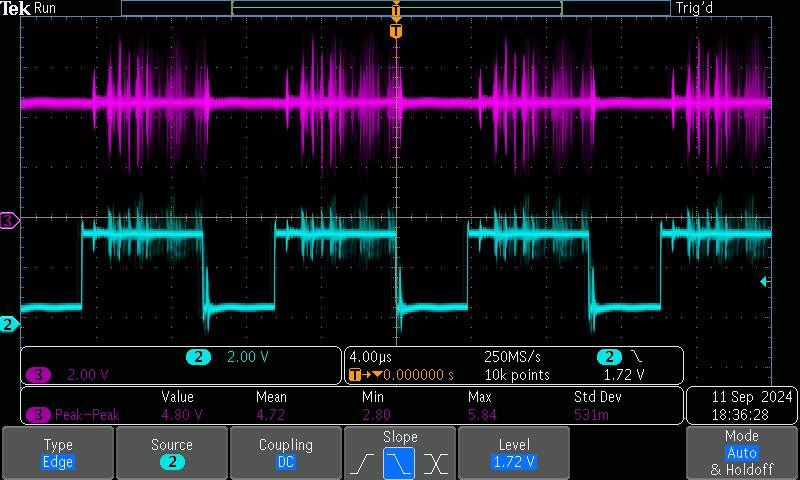 Tek Run Trig'd
T
T
3
2
2 2.00 V
3 2.00 V
4.00µs 250MS/s 2
T 0.000000 s 10k points 1.72 V
Value Mean Min Max Std Dev
3 Peak-Peak 4.80 V 4.72 2.80 5.84 531m
11 Sep 2024
18:36:28
Type
Edge
Source
2
Coupling
DC
Slope
Level
1.72 V
Mode
Auto
& Holdoff